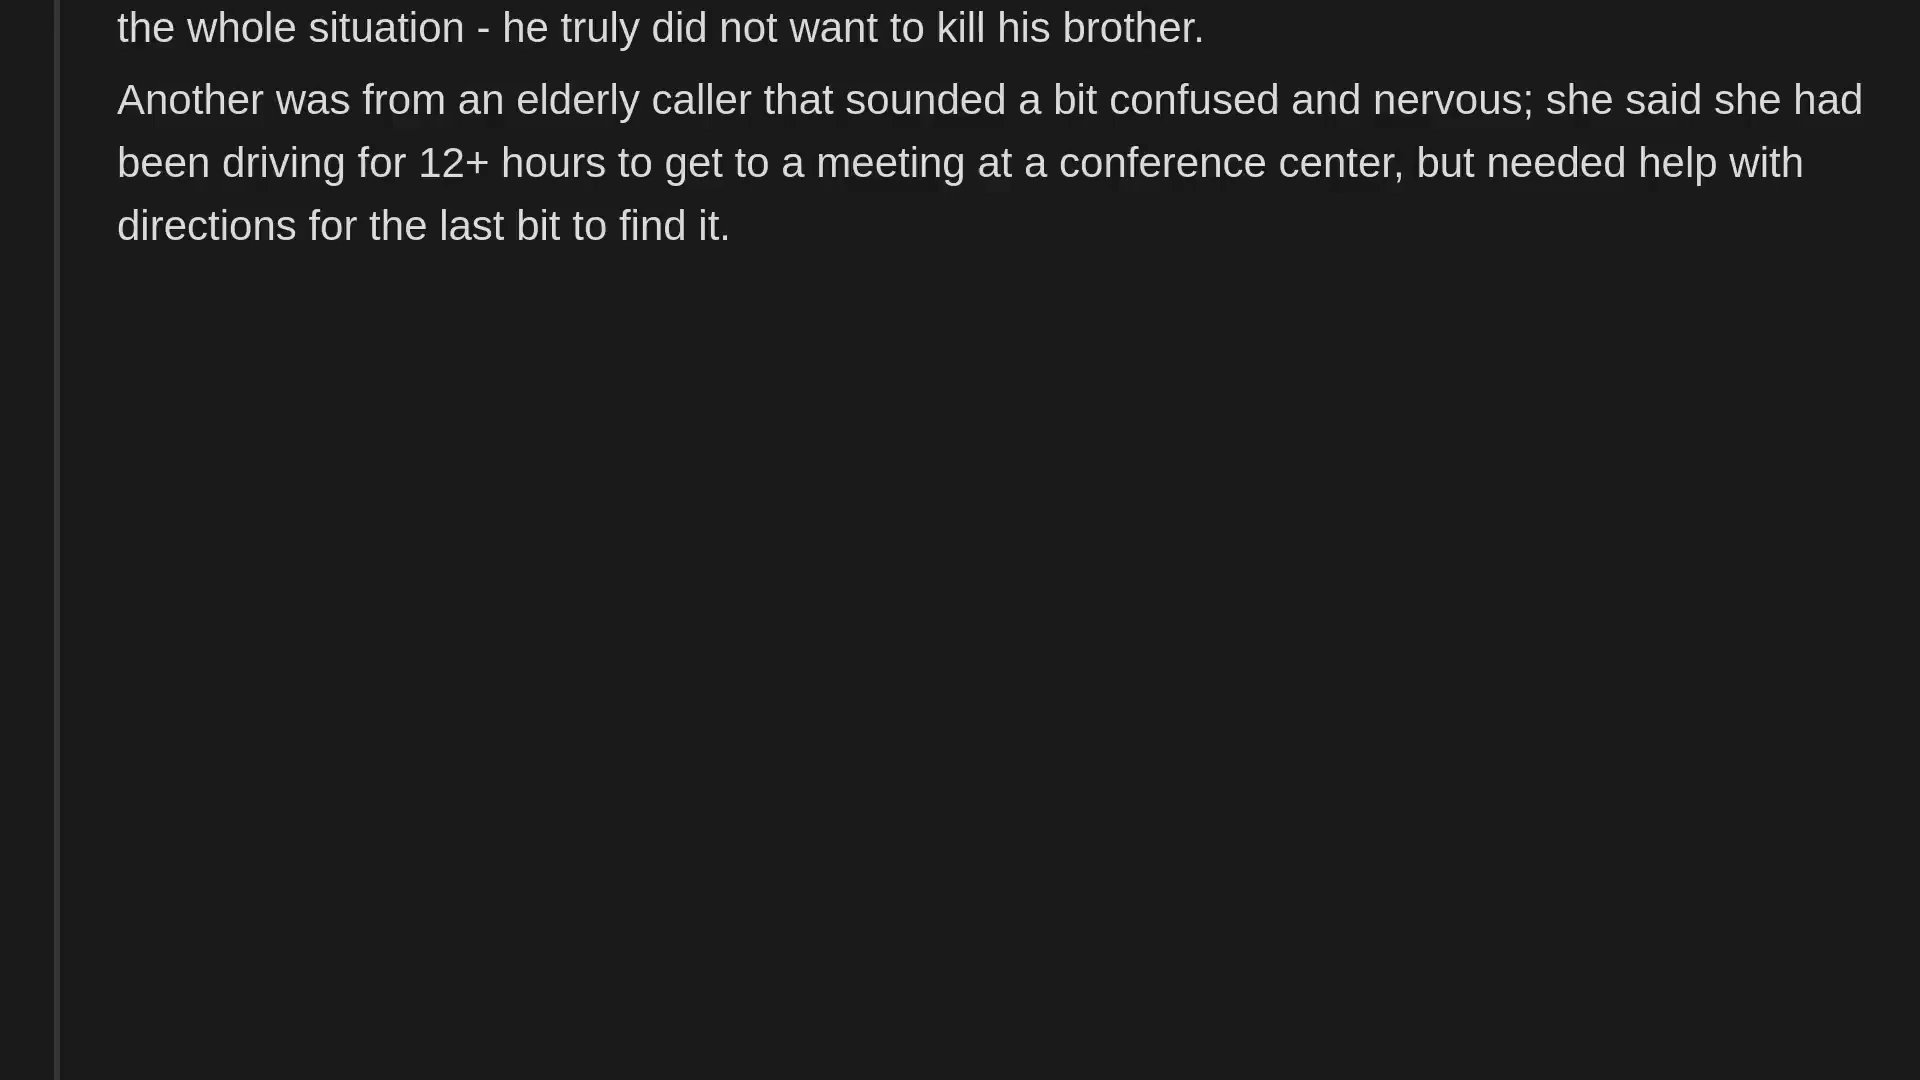 the whole situation - he truly did not want to kill his brother.
Another was from an elderly caller that sounded a bit confused and nervous; she said she had
been driving for 12+ hours to get to a meeting at a conference center, but needed help with
directions for the last bit to find it.